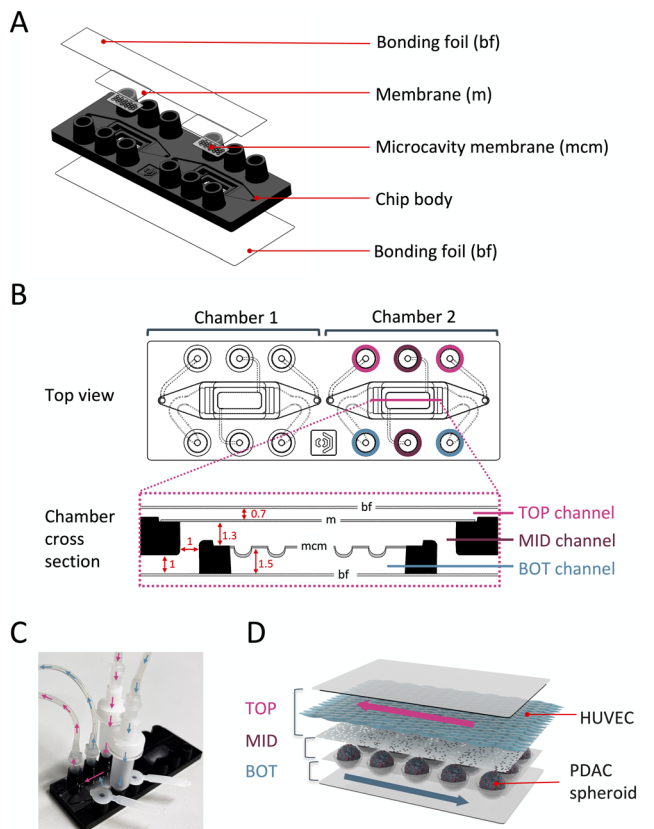 A
Bonding foil (bf)
Membrane (m)
Microcavity membrane (mcm)
Chip body
Bonding foil (bf)
B
Chamber 1
Chamber 2
Top view
Chamber
cross
section
bf
0.7
m
1.3
1
mcm
1
1.5
bf
TOP channel
MID channel
BOT channel
C
D
TOP
MID
BOT
HUVEC
PDAC
spheroid